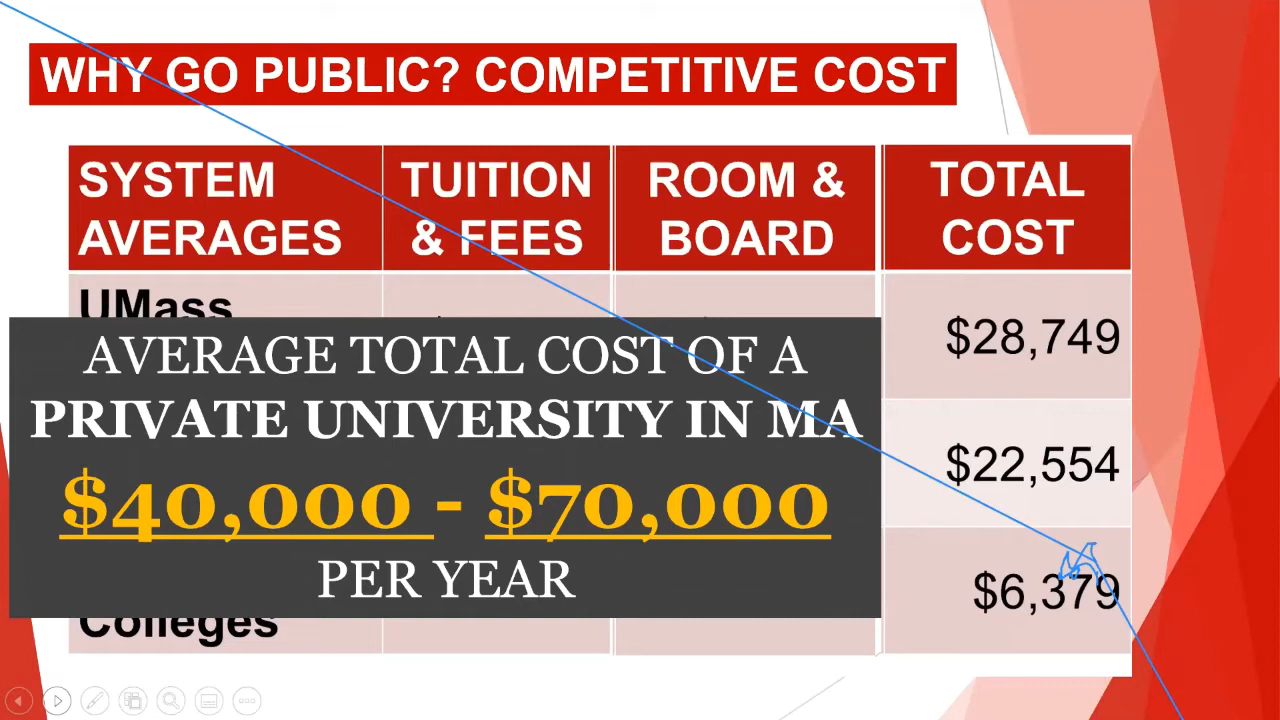 WHY GO PUBLIC? COMPETITIVE COST
SYSTEM AVERAGES
TUITION & FEES
ROOM & BOARD
TOTAL COST
UMass
$28,749
AVERAGE TOTAL COST OF A
PRIVATE UNIVERSITY IN MA
$40,000 - $70,000
PER YEAR
$22,554
Colleges
$6,379